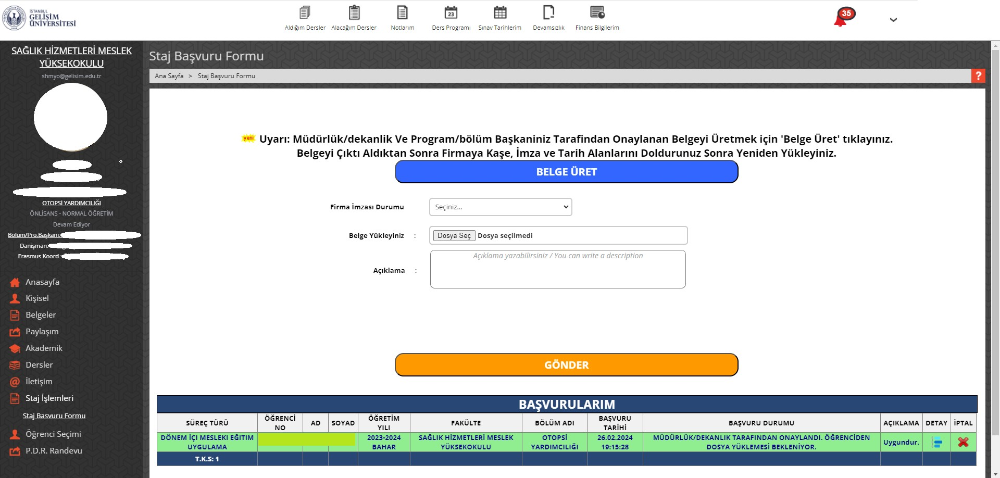 İSTANBUL
GELİŞİM
ÜNİVERSİTESİ
Aldığım Dersler
Alacağım Dersler
Notlarım
23
Ders Programı
Sınav Tarihlerim
Devamsızlık
Finans Bilgilerim
35
SAĞLIK HİZMETLERİ MESLEK
YÜKSEKOKULU
shmyo@gelisim.edu.tr
OTOPSİ YARDIMCILIĞI
ÖNLİSANS - NORMAL ÖĞRETİM
Devam Ediyor
Bölüm/Pro.Başkanı:
Danişman:
Erasmus Koord.:
Anasayfa
Kişisel
Belgeler
Paylaşım
Akademik
Dersler
İletişim
Staj İşlemleri
Staj Basvuru Formu
Öğrenci Seçimi
P.D.R. Randevu
Staj Başvuru Formu
Ana Sayfa > Staj Başvuru Formu
?
yeni Uyarı: Müdürlük/dekanlik Ve Program/bölüm Başkaniniz Tarafindan Onaylanan Belgeyi Üretmek için 'Belge Üret' tıklayınız.
Belgeyi Çıktı Aldıktan Sonra Firmaya Kaşe, İmza ve Tarih Alanlarını Doldurunuz Sonra Yeniden Yükleyiniz.
BELGE ÜRET
Firma İmzası Durumu Seçiniz...
Belge Yükleyiniz : Dosya Seç Dosya seçilmedi
Açıklama : Açıklama yazabilirsiniz / You can write a description
GÖNDER
BAŞVURULARIM
SÜREÇ TÜRÜ ÖĞRENCİ NO AD SOYAD ÖĞRETİM YILI FAKÜLTE BÖLÜM ADI BAŞVURU TARİHİ BAŞVURU DURUMU AÇIKLAMA DETAY İPTAL
DÖNEM İÇI MESLEKI EĞITIM UYGULAMA 2023-2024 BAHAR SAĞLIK HİZMETLERİ MESLEK YÜKSEKOKULU OTOPSİ YARDIMCILIĞI 26.02.2024 19:15:28 MÜDÜRLÜK/DEKANLIK TARAFINDAN ONAYLANDI. ÖĞRENCİDEN DOSYA YÜKLEMESİ BEKLENİYOR. Uygundur.
T.K.S: 1